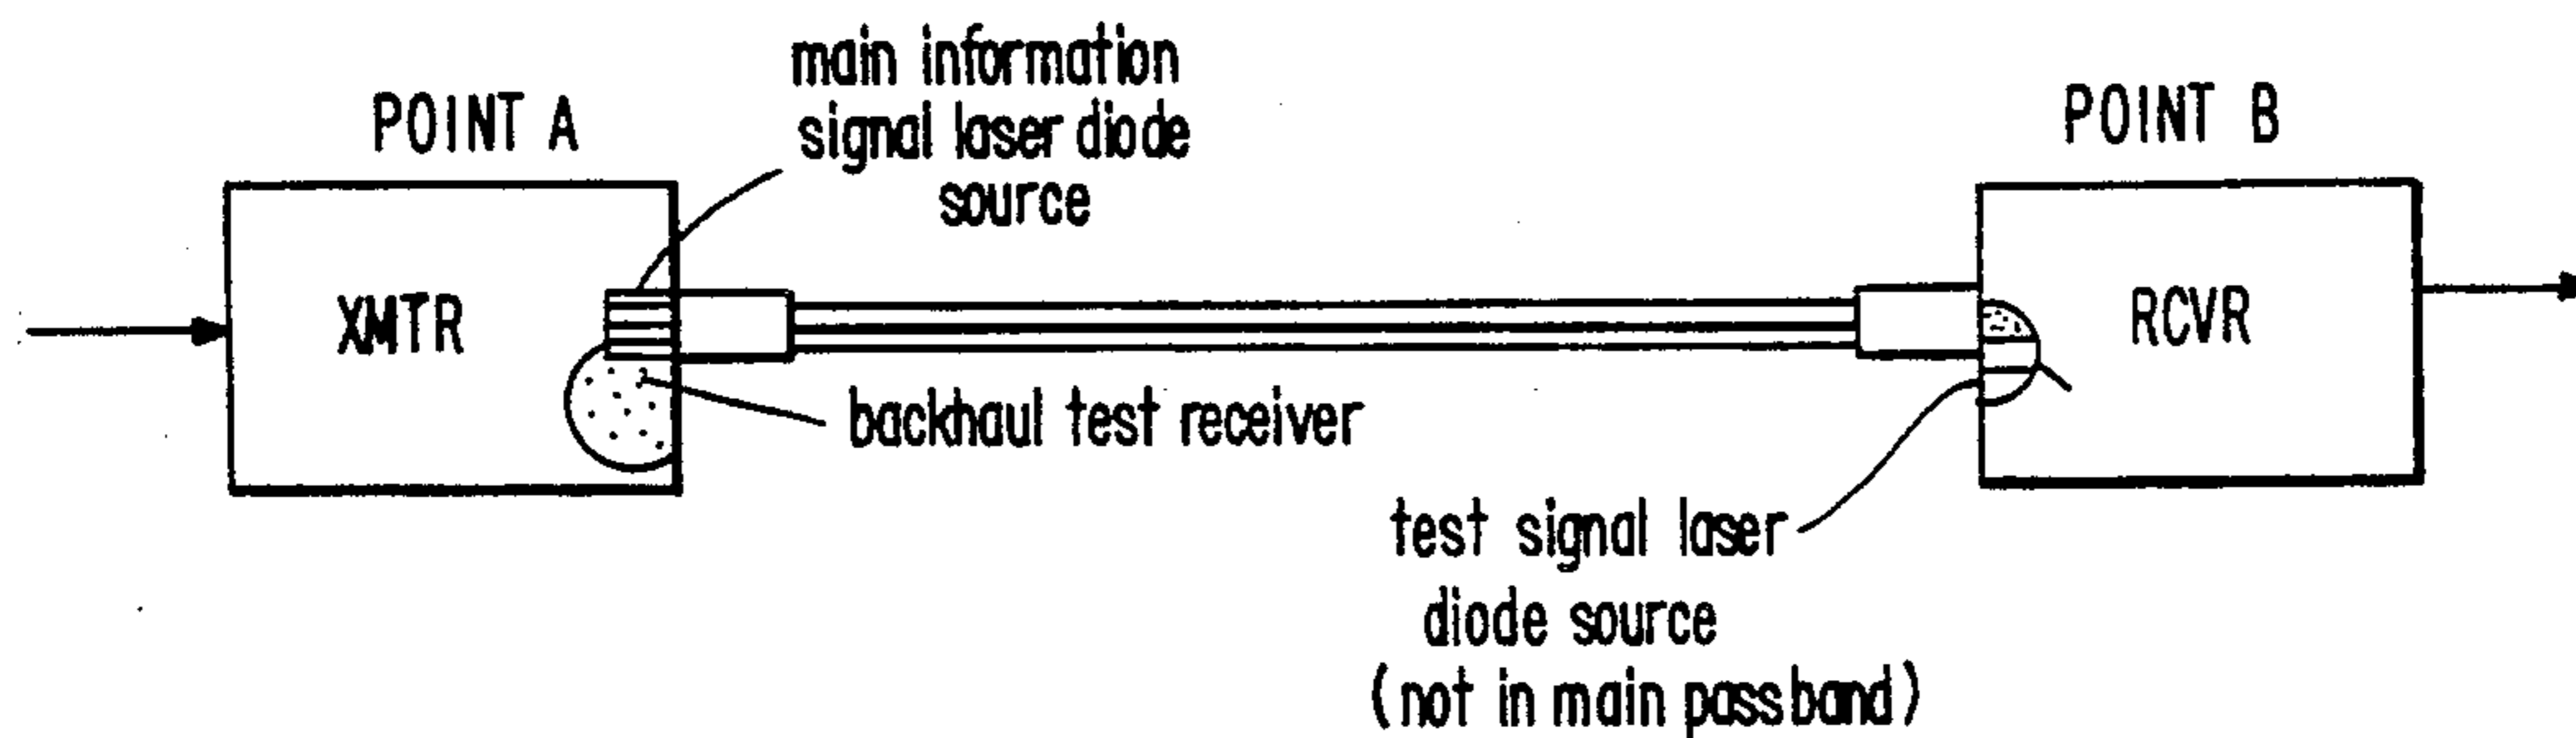 main information
signal laser diode
source
POINT A
POINT B
XMTR
RCVR
backhaul test receiver
test signal laser
diode source
(not in main passband)